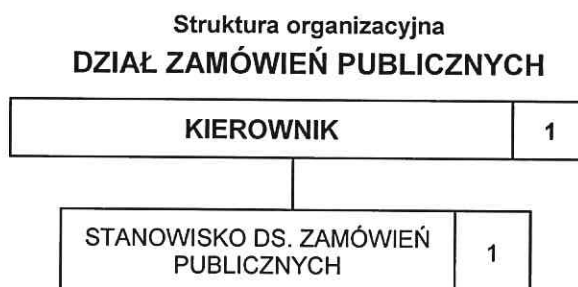 Struktura organizacyjna
DZIAŁ ZAMÓWIEŃ PUBLICZNYCH
KIEROWNIK 1
STANOWISKO DS. ZAMÓWIEŃ
PUBLICZNYCH 1